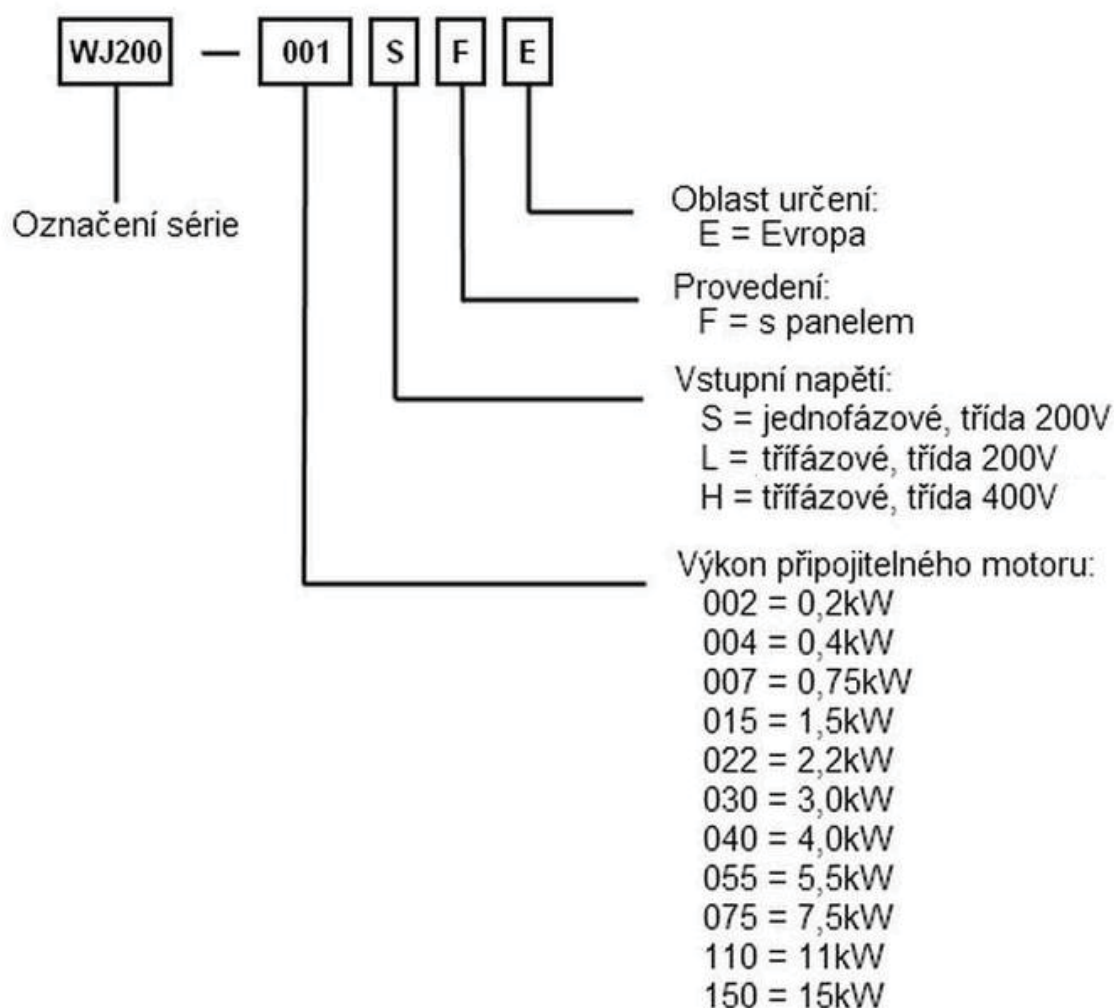 WJ200 — 001 S F E
Označení série
Oblast určení:
E = Evropa
Provedení:
F = s panelem
Vstupní napětí:
S = jednofázové, třída 200V
L = třífázové, třída 200V
H = třífázové, třída 400V
Výkon připojitelného motoru:
002 = 0,2kW
004 = 0,4kW
007 = 0,75kW
015 = 1,5kW
022 = 2,2kW
030 = 3,0kW
040 = 4,0kW
055 = 5,5kW
075 = 7,5kW
110 = 11kW
150 = 15kW